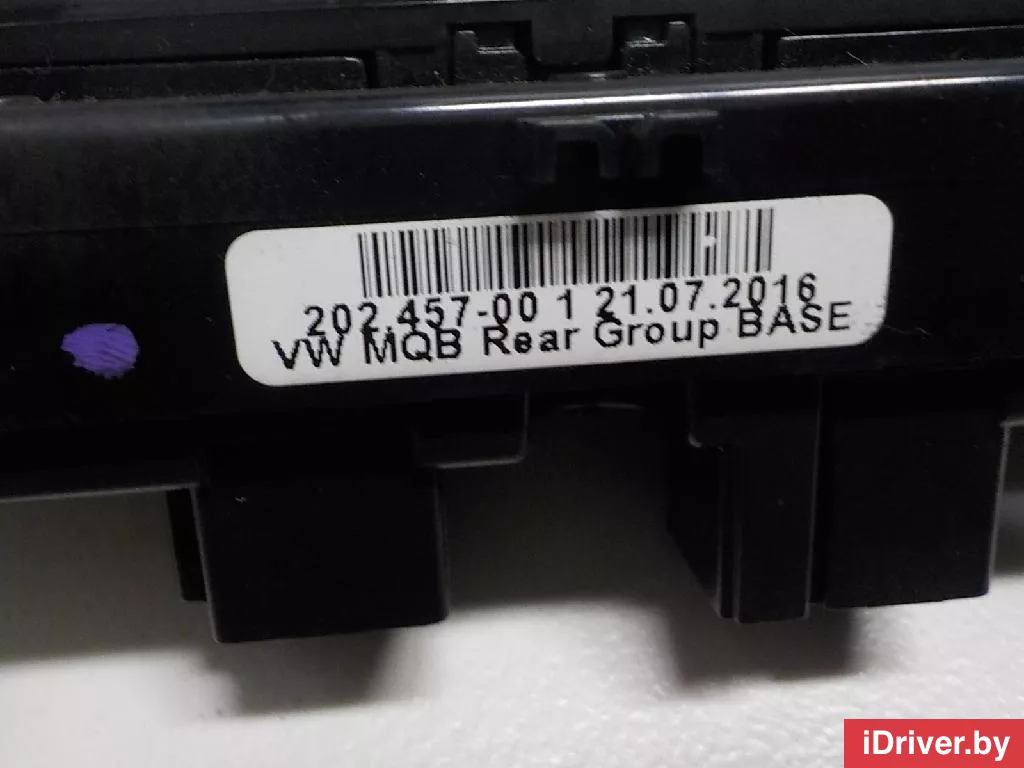 202.457-00 1 21.07.2016
VW MQB Rear Group BASE
iDriver.by